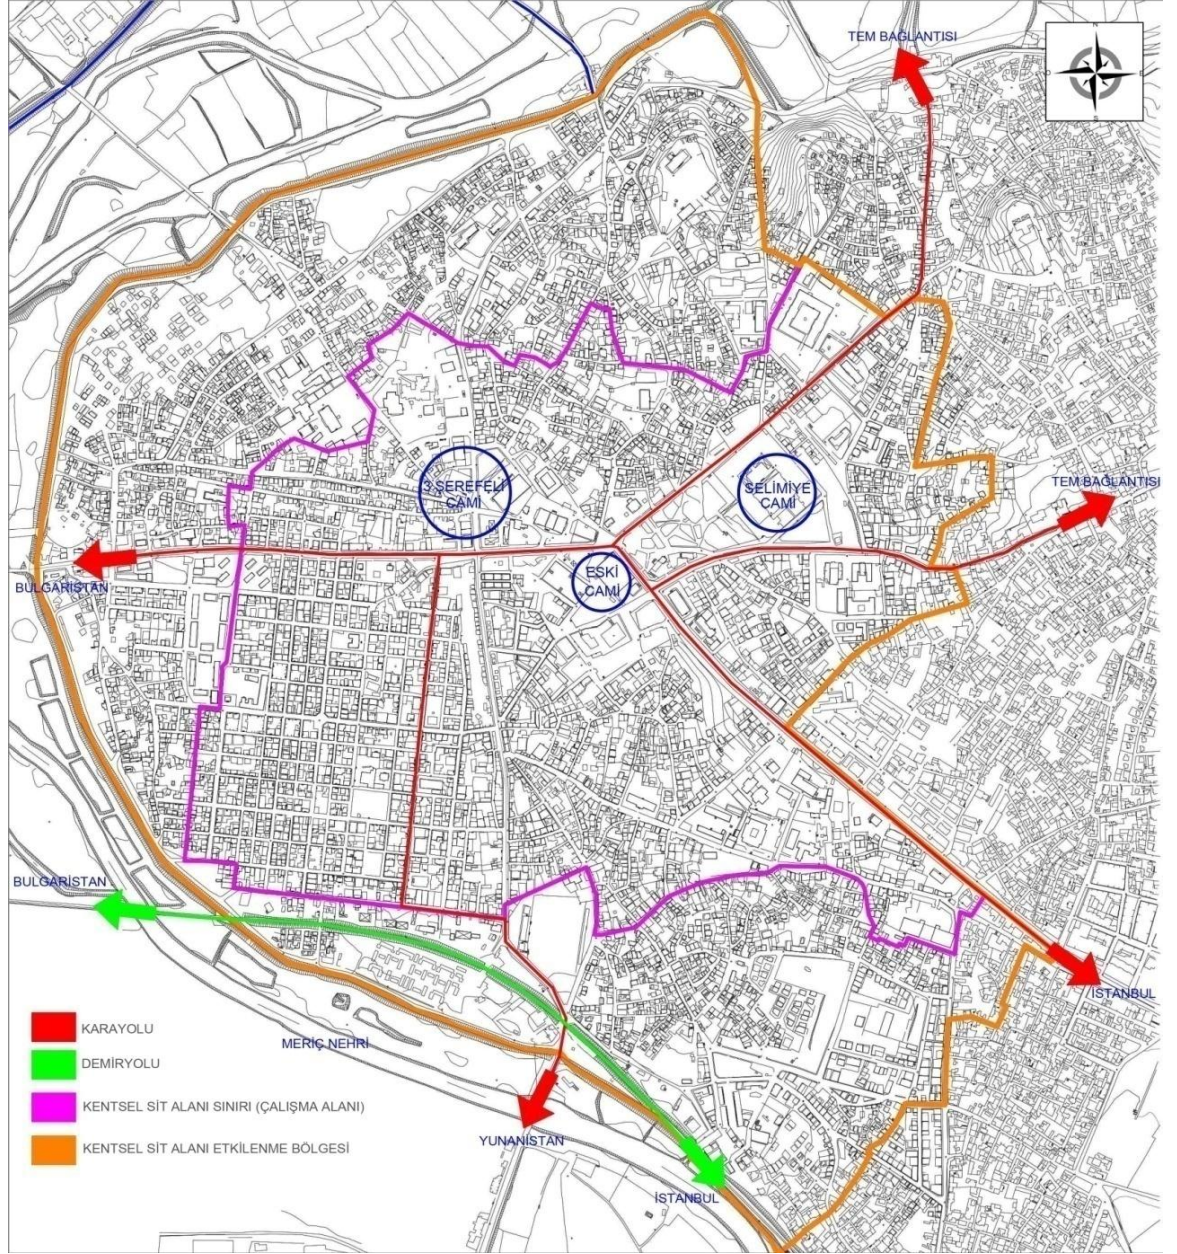 TEM BAĞLANTISI
N
E
S
3 ŞEREFELİ
CAMİ
SELİMİYE
CAMİ
TEM BAĞLANTISI
ESKİ
CAMİ
BULGARİSTAN
BULGARİSTAN
İSTANBUL
KARAYOLU
MERİÇ NEHRİ
DEMİRYOLU
KENTSEL SİT ALANI SINIRI (ÇALIŞMA ALANI)
YUNANİSTAN
KENTSEL SİT ALANI ETKİLENME BÖLGESİ
İSTANBUL